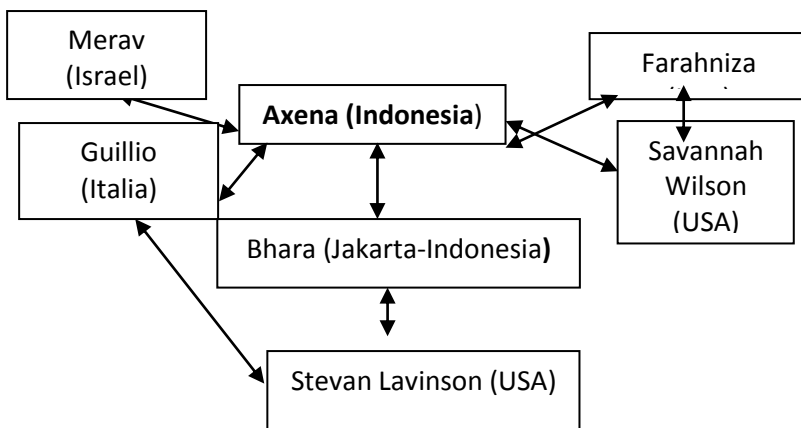 Merav
(Israel)
Farahniza
Axena (Indonesia)
Guillio
(Italia)
Savannah
Wilson
(USA)
Bhara (Jakarta-Indonesia)
Stevan Lavinson (USA)